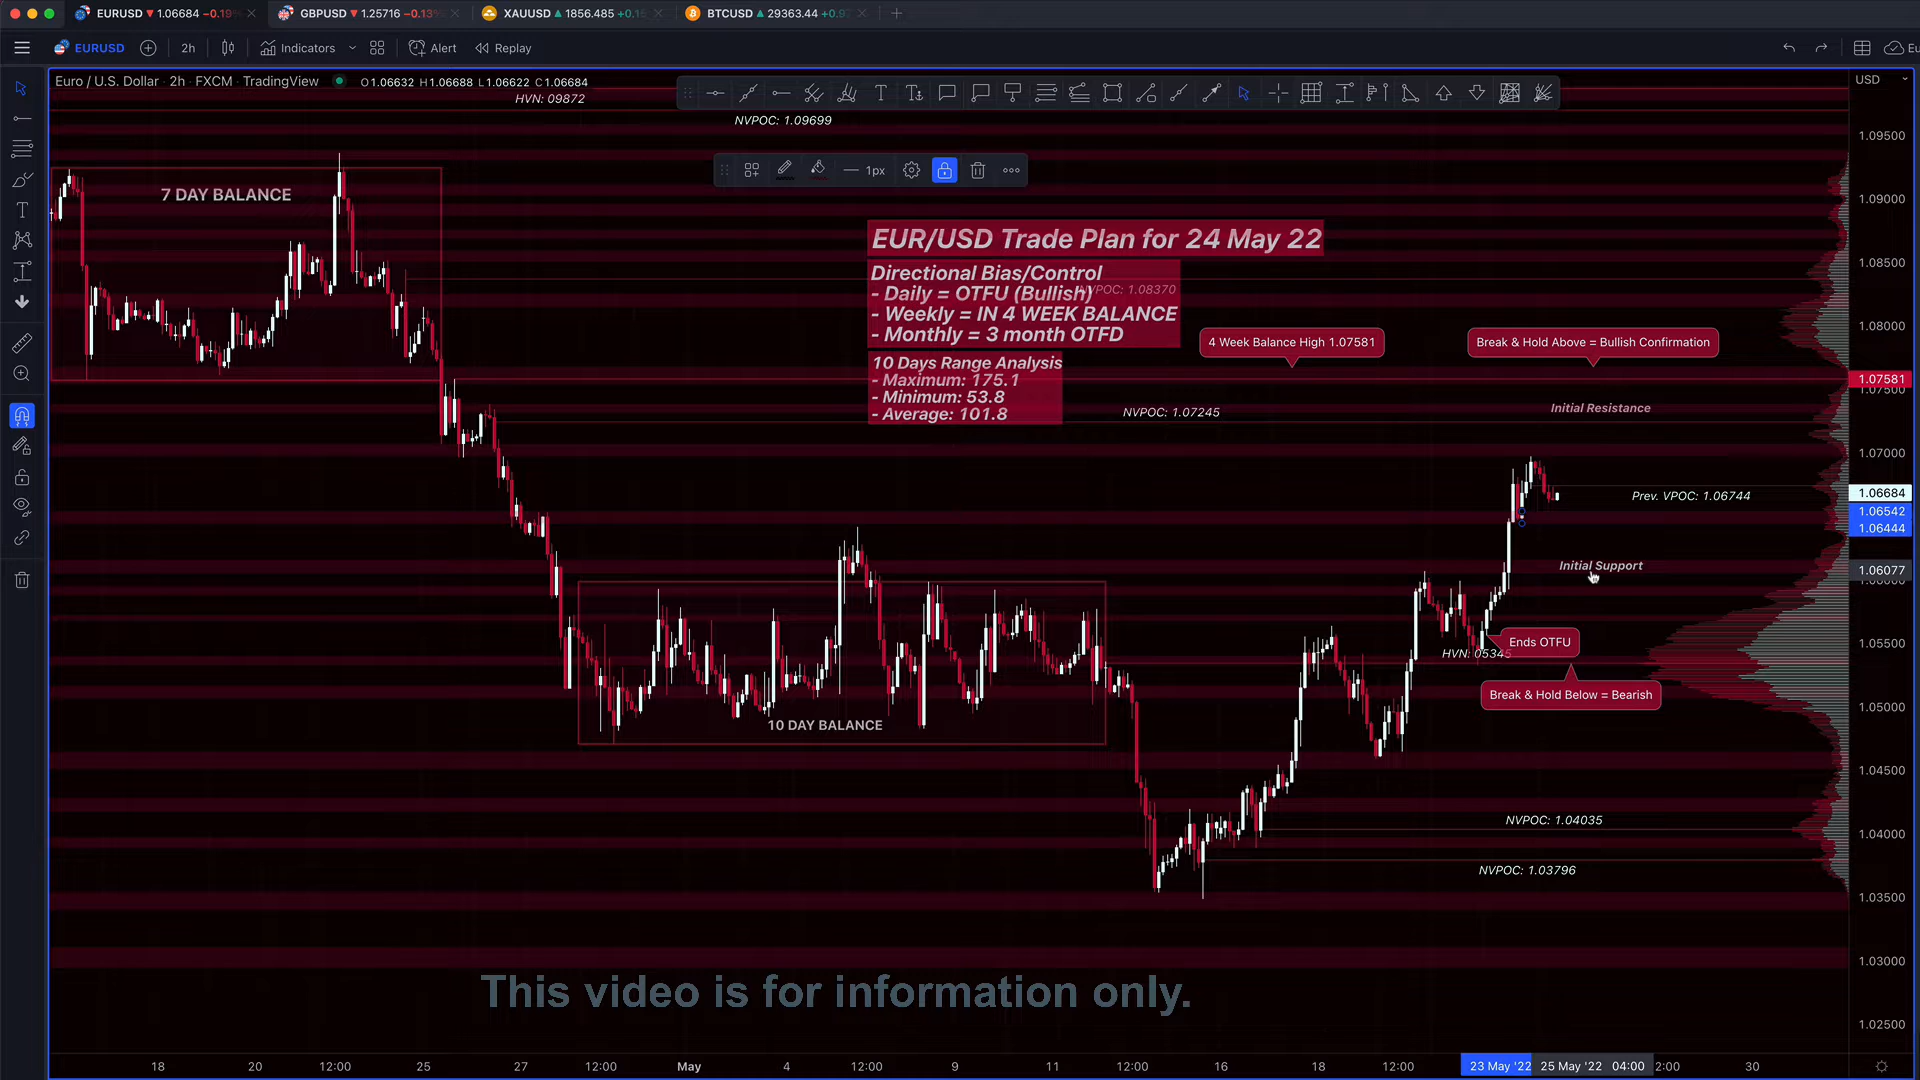 EURUSD 1.06684 −0.19%
GBPUSD 1.25716 −0.13%
XAUUSD 1856.485
BTCUSD 29363.44
EURUSD
2h
Indicators
Alert
Replay
Euro / U.S. Dollar · 2h · FXCM · TradingView
O1.06632 H1.06688 L1.06622 C1.06684
USD
HVN: 09872
NVPOC: 1.09699
1px
7 DAY BALANCE
EUR/USD Trade Plan for 24 May 22
Directional Bias/Control
- Daily = OTFU (Bullish)
NVPOC: 1.08370
- Weekly = IN 4 WEEK BALANCE
- Monthly = 3 month OTFD
10 Days Range Analysis
- Maximum: 175.1
- Minimum: 53.8
- Average: 101.8
4 Week Balance High 1.07581
Break & Hold Above = Bullish Confirmation
NVPOC: 1.07245
Initial Resistance
Prev. VPOC: 1.06744
Initial Support
Ends OTFU
HVN: 05345
Break & Hold Below = Bearish
10 DAY BALANCE
NVPOC: 1.04035
NVPOC: 1.03796
1.09500
1.09000
1.08500
1.08000
1.07581
1.07500
1.07000
1.06684
1.06542
1.06444
1.06077
1.05500
1.05000
1.04500
1.04000
1.03500
1.03000
1.02500
This video is for information only.
18 20 12:00 25 27 12:00 May 4 12:00 9 11 12:00 16 18 12:00 23 May '22 25 May '22 04:00 2:00 30